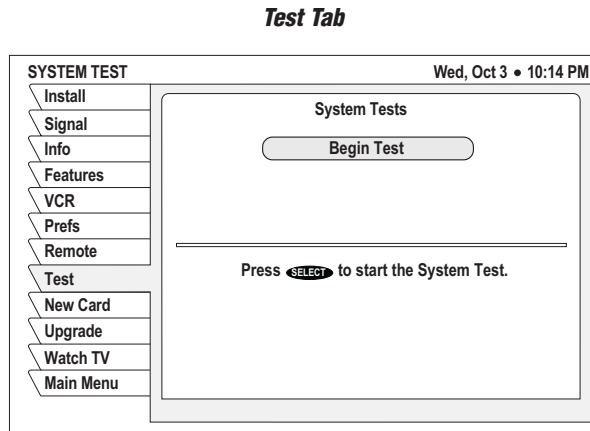 Test Tab
SYSTEM TEST
Wed, Oct 3 ● 10:14 PM
Install
Signal
Info
Features
VCR
Prefs
Remote
Test
New Card
Upgrade
Watch TV
Main Menu
System Tests
Begin Test
Press SELECT to start the System Test.